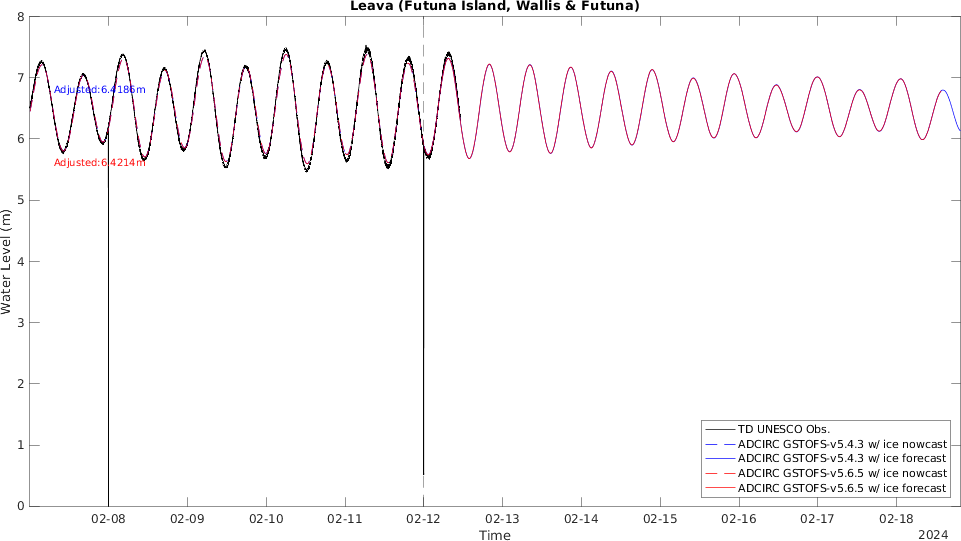 Leava (Futuna Island, Wallis & Futuna)
8
7
6
5
4
3
2
1
0
Water Level (m)
Adjusted:6.4186m
Adjusted:6.4214m
TD UNESCO Obs.
ADCIRC GSTOFS-v5.4.3 w/ ice nowcast
ADCIRC GSTOFS-v5.4.3 w/ ice forecast
ADCIRC GSTOFS-v5.6.5 w/ ice nowcast
ADCIRC GSTOFS-v5.6.5 w/ ice forecast
02-08 02-09 02-10 02-11 02-12 02-13 02-14 02-15 02-16 02-17 02-18
Time
2024